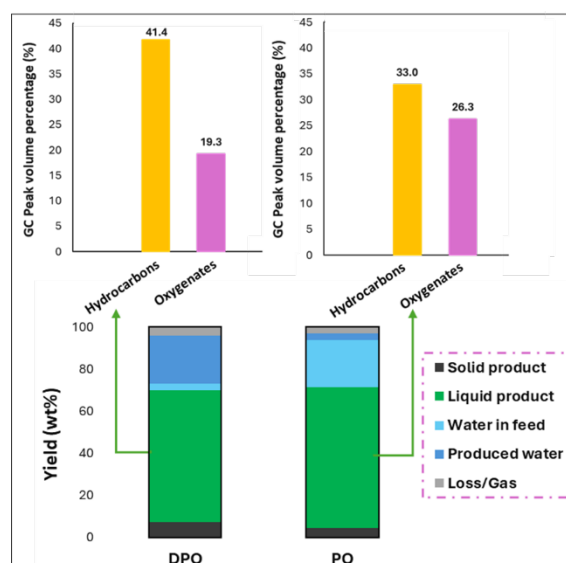 GC Peak volume percentage (%)
45
40
35
30
25
20
15
10
5
0
41.4
19.3
Hydrocarbons
Oxygenates
GC Peak volume percentage (%)
45
40
35
30
25
20
15
10
5
0
33.0
26.3
Hydrocarbons
Oxygenates
Yield (wt%)
100
80
60
40
20
0
DPO
PO
Solid product
Liquid product
Water in feed
Produced water
Loss/Gas